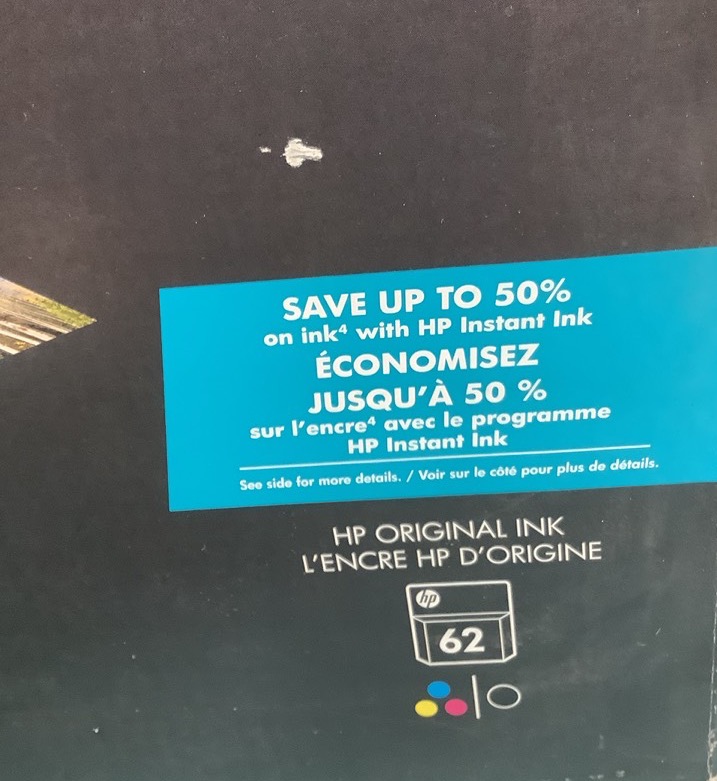 SAVE UP TO 50%
on ink⁴ with HP Instant Ink
ÉCONOMISEZ
JUSQU'À 50 %
sur l'encre⁴ avec le programme
HP Instant Ink
See side for more details. / Voir sur le côté pour plus de détails.
HP ORIGINAL INK
L'ENCRE HP D'ORIGINE
hp
62